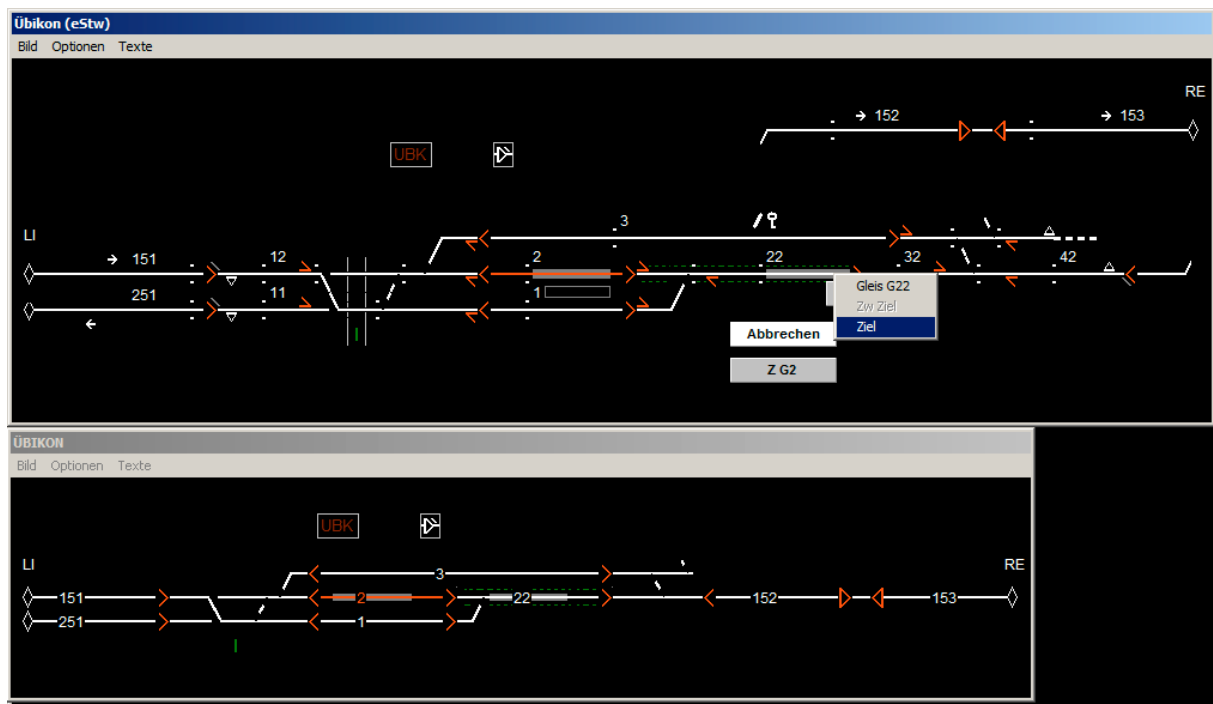 Übikon (eStw)
Bild Optionen Texte
RE
152 153
UBK
3
LI
151 12 2 22 32 42
251 11 1
Gleis G22
Zw Ziel
Ziel
Abbrechen
Z G2
ÜBIKON
Bild Optionen Texte
UBK
LI RE
3
151 2 22 152 153
251 1